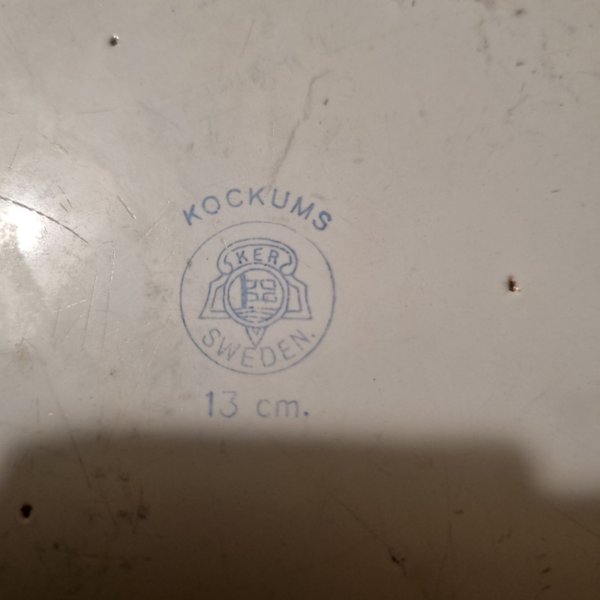 KOCKUMS
KER
SWEDEN.
13 cm.